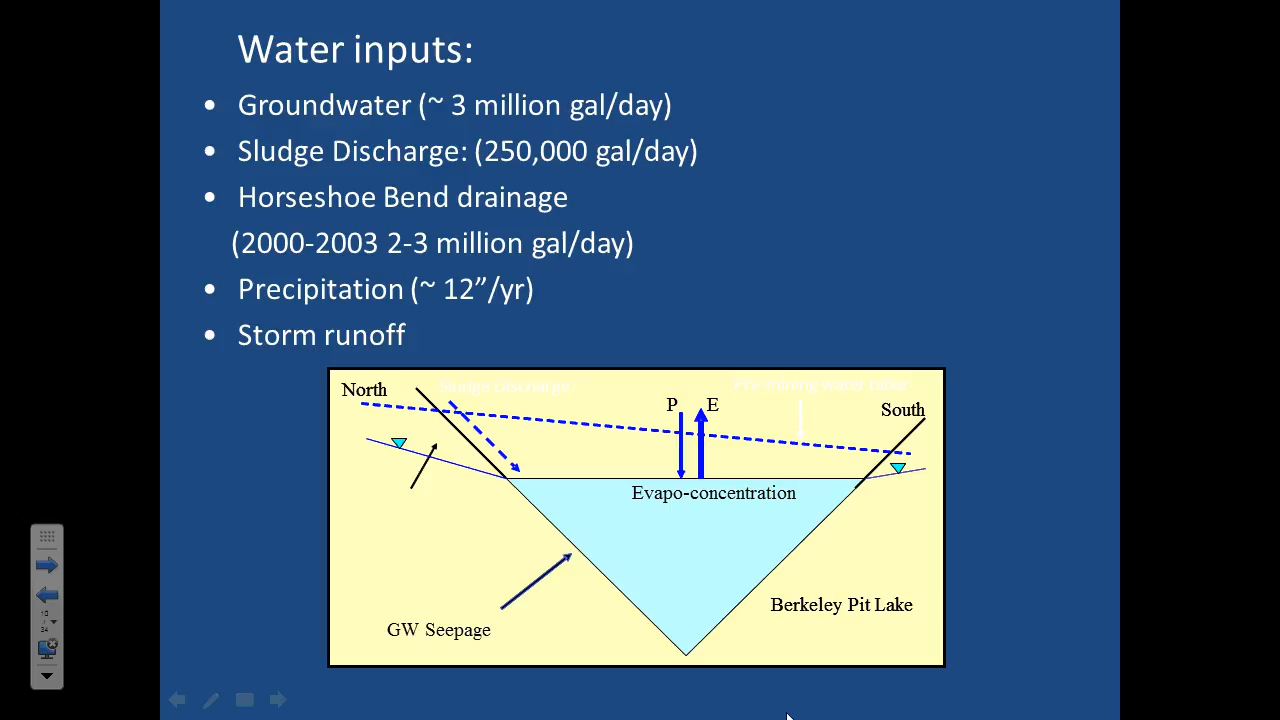 Water inputs:
• Groundwater (~ 3 million gal/day)
• Sludge Discharge: (250,000 gal/day)
• Horseshoe Bend drainage
(2000-2003 2-3 million gal/day)
• Precipitation (~ 12”/yr)
• Storm runoff
North
Sludge Discharge
Pre-mining water table
P
E
South
Evapo-concentration
Berkeley Pit Lake
GW Seepage